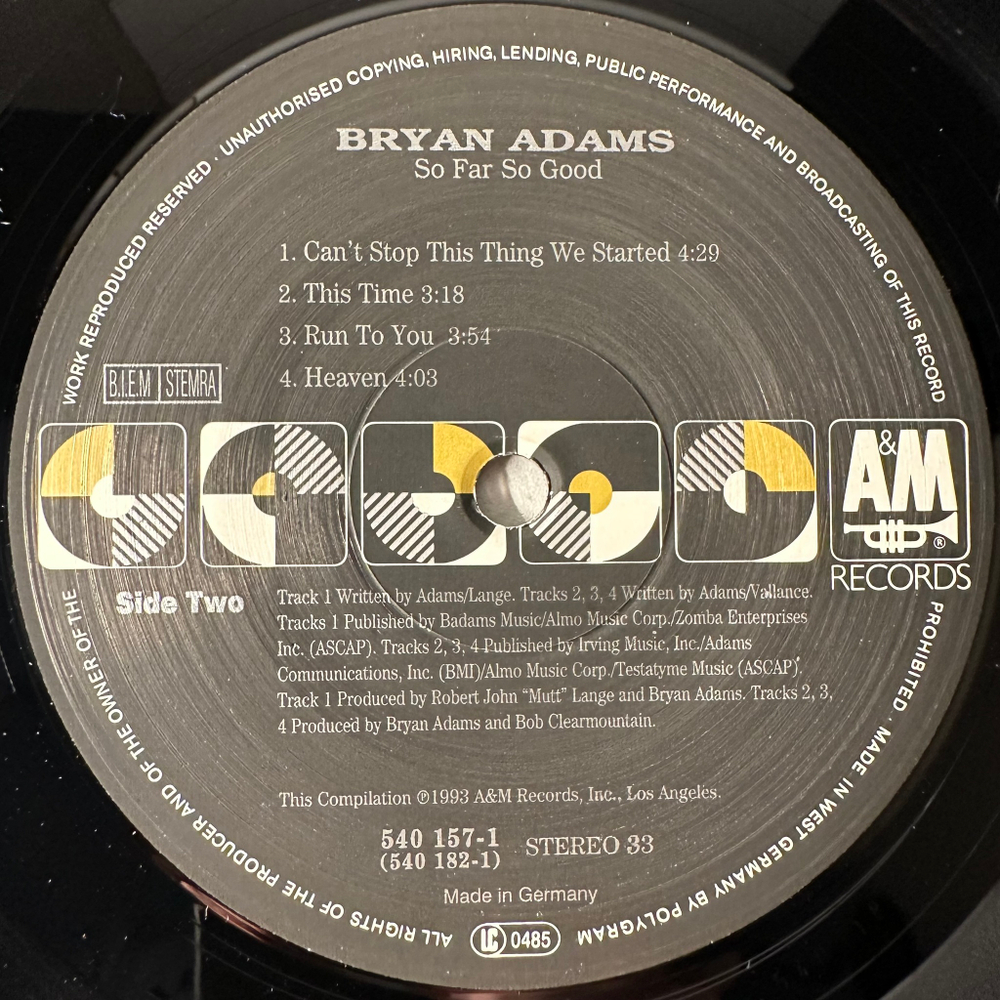 WORK REPRODUCED RESERVED · UNAUTHORISED COPYING, HIRING, LENDING, PUBLIC PERFORMANCE AND BROADCASTING OF THIS RECORD
BRYAN ADAMS
So Far So Good
1. Can't Stop This Thing We Started 4:29
2. This Time 3:18
3. Run To You 3:54
4. Heaven 4:03
B.I.E.M STEMRA
A&M
®
RECORDS
Side Two
Track 1 Written by Adams/Lange. Tracks 2, 3, 4 Written by Adams/Vallance.
Tracks 1 Published by Badams Music/Almo Music Corp./Zomba Enterprises
Inc. (ASCAP). Tracks 2, 3, 4 Published by Irving Music, Inc./Adams
Communications, Inc. (BMI)/Almo Music Corp./Testatyme Music (ASCAP).
Track 1 Produced by Robert John “Mutt” Lange and Bryan Adams. Tracks 2, 3,
4 Produced by Bryan Adams and Bob Clearmountain.
This Compilation ℗1993 A&M Records, Inc., Los Angeles.
540 157-1
(540 182-1)
STEREO 33
Made in Germany
LC 0485
PROHIBITED · MADE IN WEST GERMANY BY POLYGRAM
ALL RIGHTS OF THE PRODUCER AND OF THE OWNER OF THE